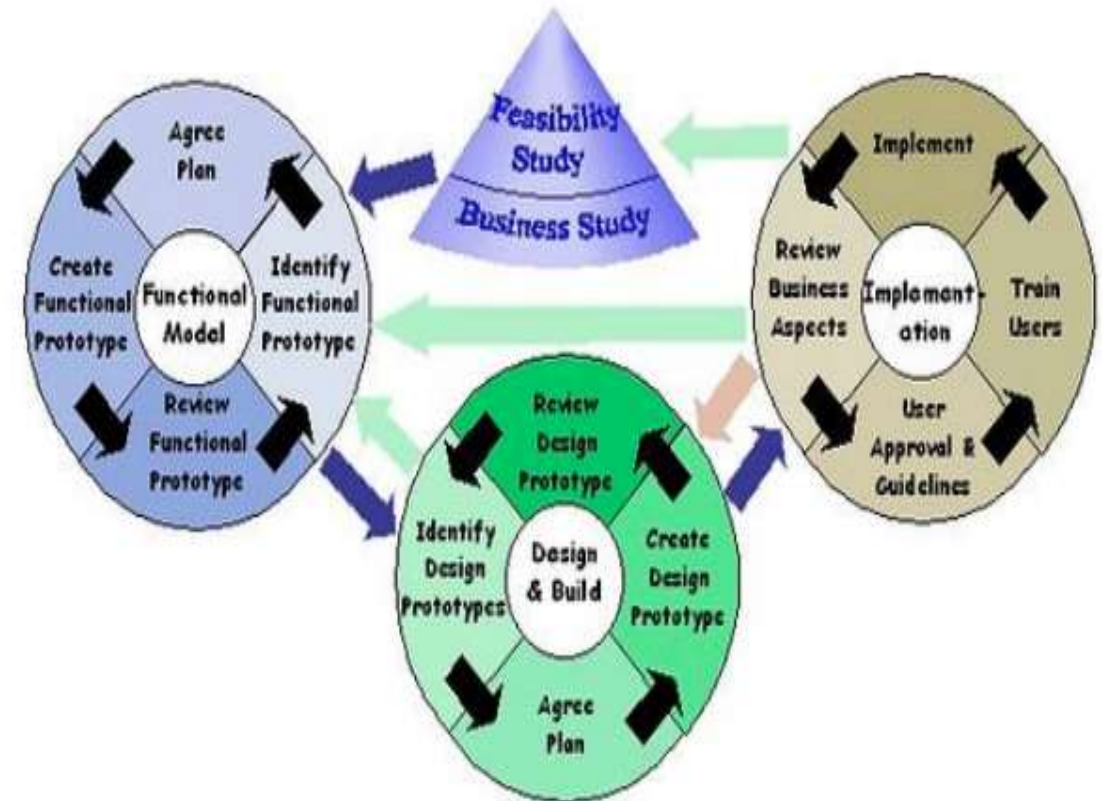 Feasibility
Study
Business Study
Agree
Plan
Create
Functional
Prototype
Functional
Model
Identify
Functional
Prototype
Review
Functional
Prototype
Implement
Review
Business
Aspects
Implement-
ation
Train
Users
User
Approval &
Guidelines
Review
Design
Prototype
Identify
Design
Prototypes
Design
& Build
Create
Design
Prototype
Agree
Plan